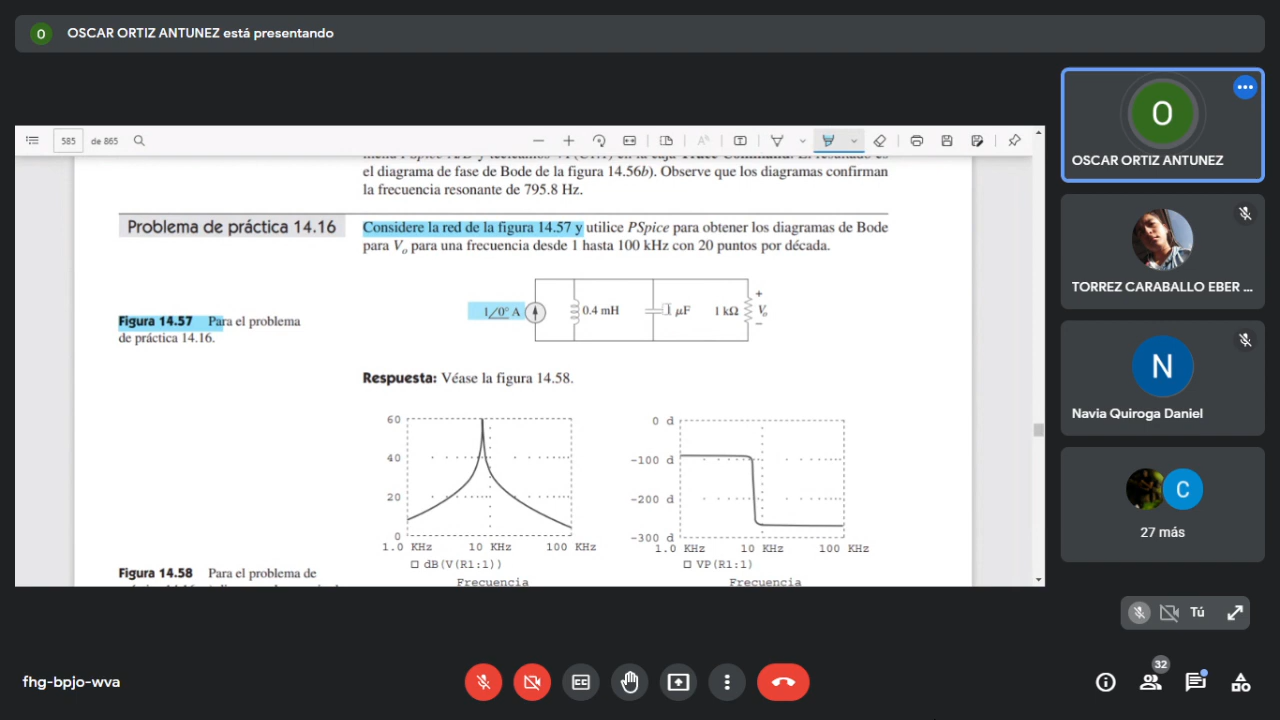 O OSCAR ORTIZ ANTUNEZ está presentando
585 de 865
el diagrama de fase de Bode de la figura 14.56b). Observe que los diagramas confirman
la frecuencia resonante de 795.8 Hz.
Problema de práctica 14.16
Considere la red de la figura 14.57 y utilice PSpice para obtener los diagramas de Bode
para Vo para una frecuencia desde 1 hasta 100 kHz con 20 puntos por década.
Figura 14.57 Para el problema
de práctica 14.16.
1/0° A
0.4 mH
1 μF
1 kΩ
+
Vo
−
Respuesta: Véase la figura 14.58.
60
40
20
0
1.0 KHz 10 KHz 100 KHz
dB(V(R1:1))
Frecuencia
0 d
-100 d
-200 d
-300 d
1.0 KHz 10 KHz 100 KHz
VP(R1:1)
Frecuencia
Figura 14.58 Para el problema de
O
OSCAR ORTIZ ANTUNEZ
TORREZ CARABALLO EBER ...
N
Navia Quiroga Daniel
C
27 más
Tú
fhg-bpjo-wva
32